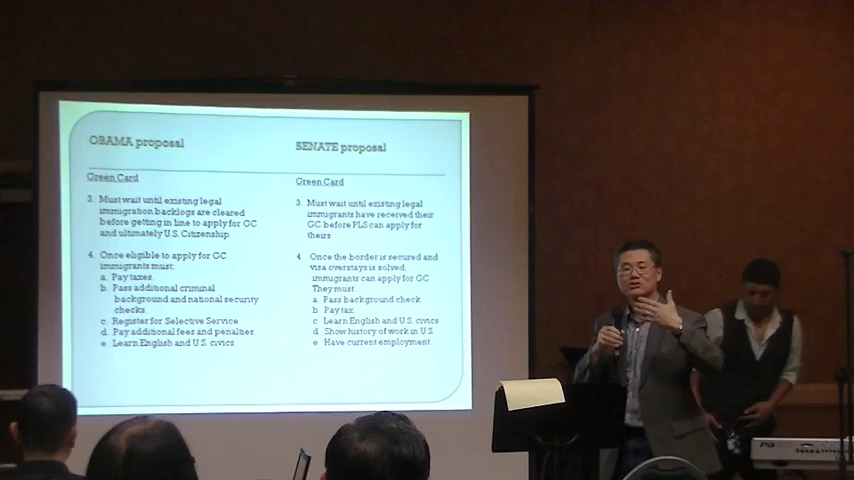 OBAMA proposal
Green Card
3. Must wait until existing legal
immigration backlogs are cleared
before getting in line to apply for GC
and ultimately U.S. Citizenship.
4. Once eligible to apply for GC
immigrants must:
a. Pay taxes.
b. Pass additional criminal
background and national security
checks.
c. Register for Selective Service
d. Pay additional fees and penalties
e. Learn English and U.S. civics
SENATE proposal
Green Card
3. Must wait until existing legal
immigrants have received their
GC before PLS can apply for
theirs
4 Once the border is secured and
visa overstays is solved,
immigrants can apply for GC.
They must
a. Pass background check.
b Pay tax
c Learn English and U.S. civics
d Show history of work in U.S.
e Have current employment.